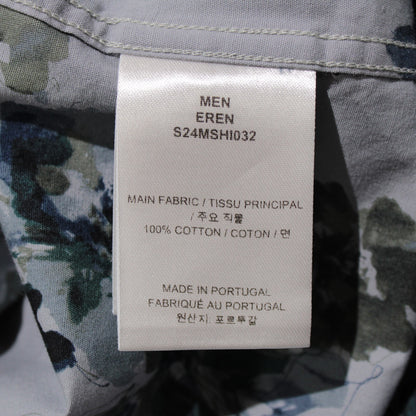 MEN
EREN
S24MSHI032
MAIN FABRIC / TISSU PRINCIPAL
/ 주요 직물
100% COTTON / COTON / 면
MADE IN PORTUGAL
FABRIQUÉ AU PORTUGAL
원산지: 포르투갈